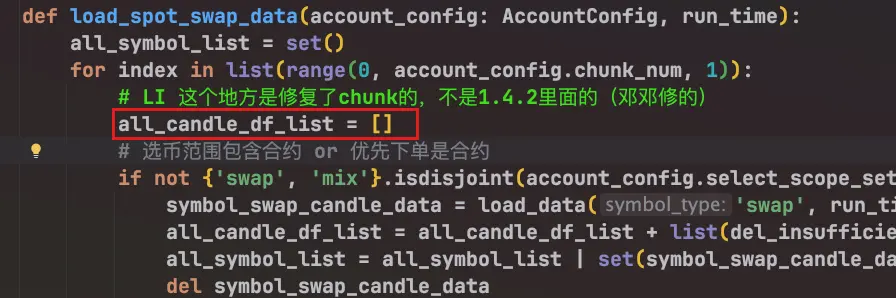 def load_spot_swap_data(account_config: AccountConfig, run_time):
all_symbol_list = set()
for index in list(range(0, account_config.chunk_num, 1)):
# LI 这个地方是修复了chunk的，不是1.4.2里面的（邓邓修的）
all_candle_df_list = []
# 选币范围包含合约 or 优先下单是合约
if not {'swap', 'mix'}.isdisjoint(account_config.select_scope_set
symbol_swap_candle_data = load_data( symbol_type: 'swap', run_ti
all_candle_df_list = all_candle_df_list + list(del_insufficie
all_symbol_list = all_symbol_list | set(symbol_swap_candle_da
del symbol_swap_candle_data